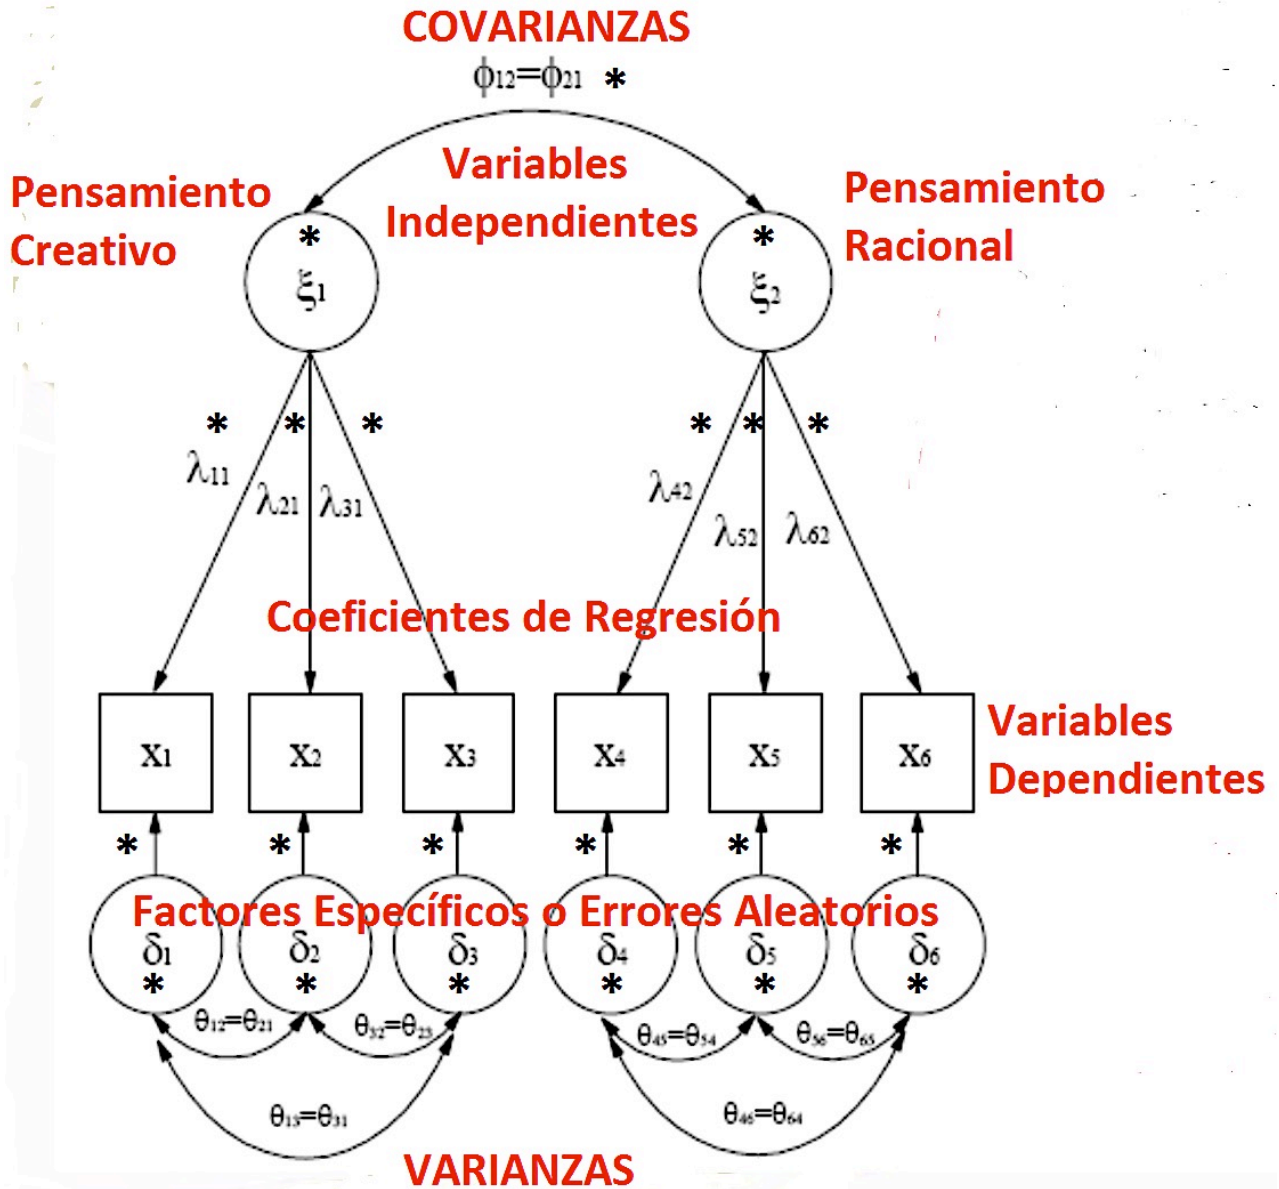 COVARIANZAS
ϕ12=ϕ21 *
Variables
Independientes
Pensamiento
Creativo
Pensamiento
Racional
* *
ξ1 ξ2
* * * * * *
λ11 λ21 λ31 λ42 λ52 λ62
Coeficientes de Regresión
X1 X2 X3 X4 X5 X6
Variables
Dependientes
* * * * * *
Factores Específicos o Errores Aleatorios
δ1 δ2 δ3 δ4 δ5 δ6
* * * * * *
θ12=θ21 θ32=θ23 θ45=θ54 θ56=θ65
θ13=θ31 θ46=θ64
VARIANZAS